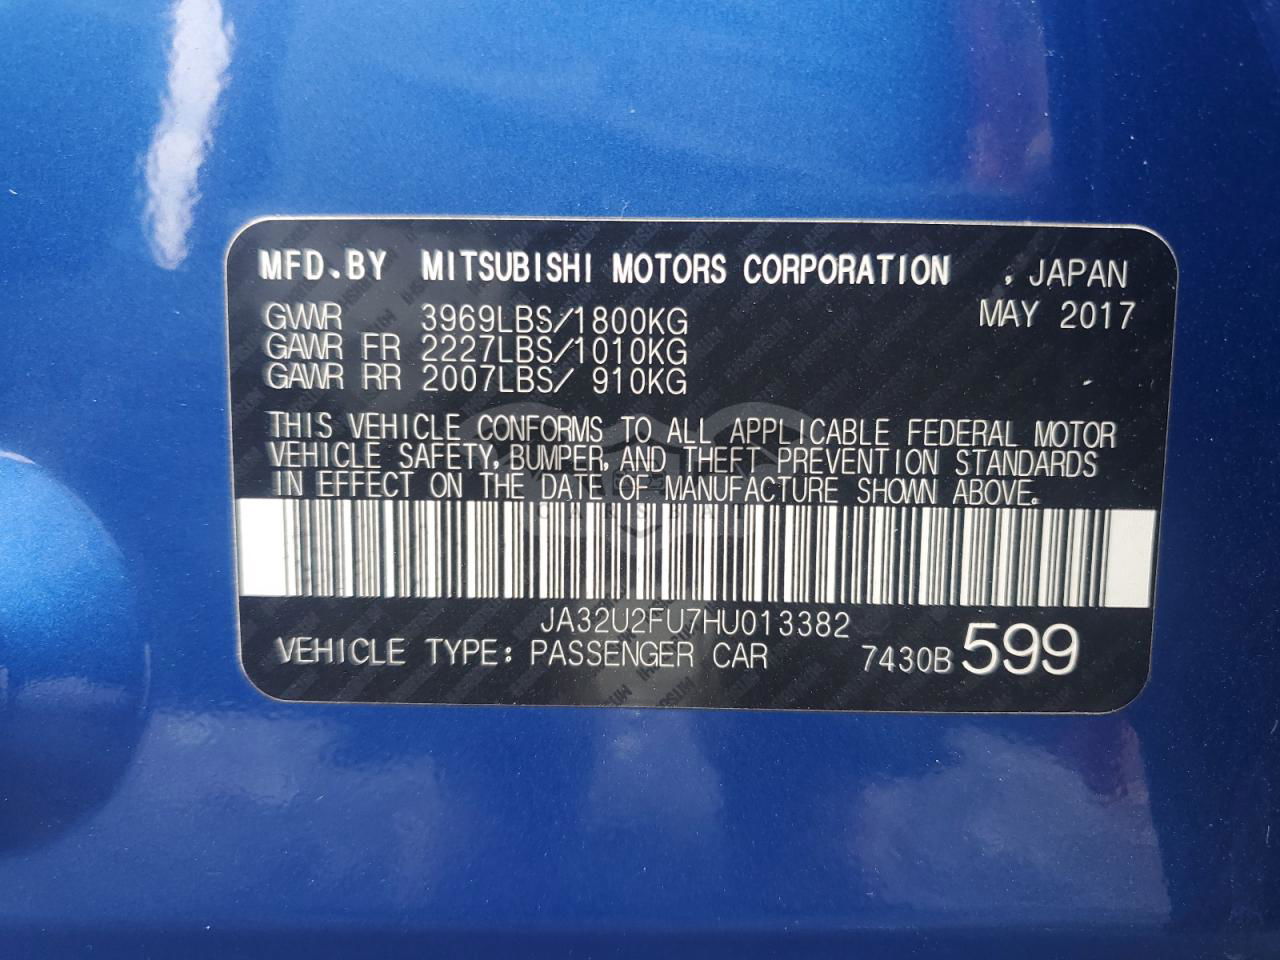 MFD.BY MITSUBISHI MOTORS CORPORATION , JAPAN
MAY 2017
GVWR 3969LBS/1800KG
GAWR FR 2227LBS/1010KG
GAWR RR 2007LBS/ 910KG
THIS VEHICLE CONFORMS TO ALL APPLICABLE FEDERAL MOTOR
VEHICLE SAFETY, BUMPER, AND THEFT PREVENTION STANDARDS
IN EFFECT ON THE DATE OF MANUFACTURE SHOWN ABOVE.
JA32U2FU7HU013382
VEHICLE TYPE: PASSENGER CAR 7430B 599